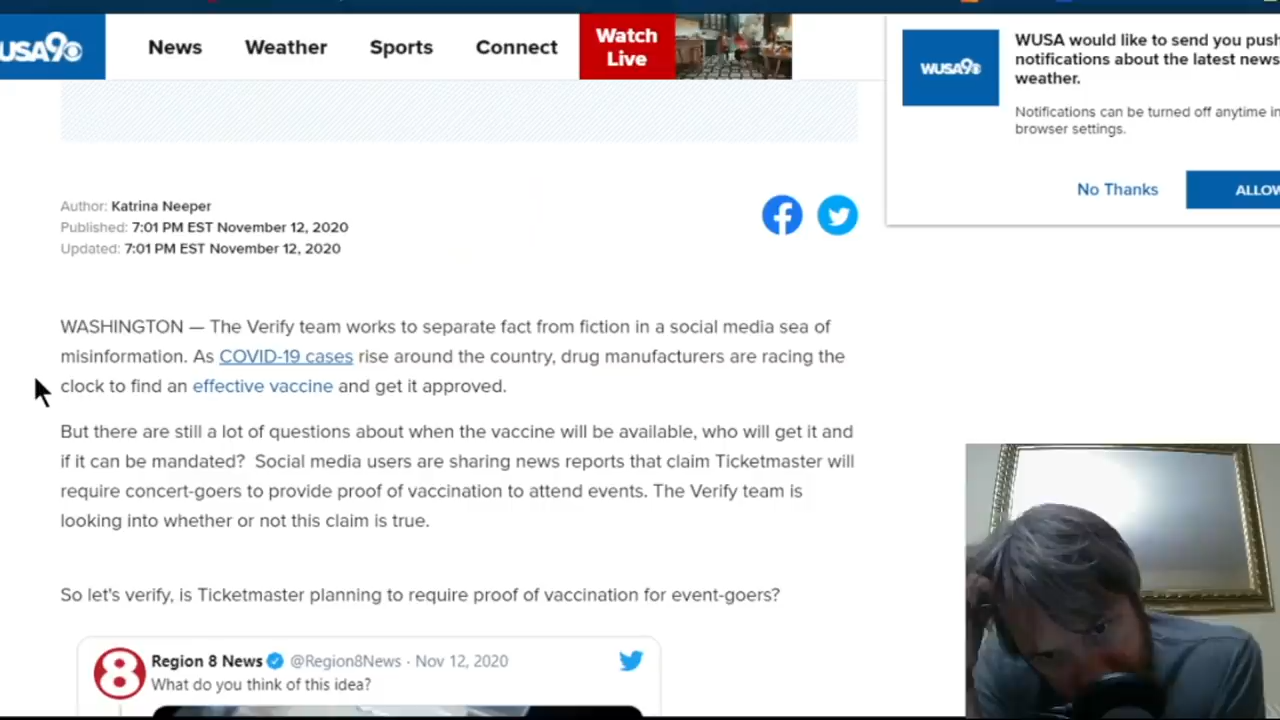 USA9
News
Weather
Sports
Connect
Watch
Live
WUSA9
WUSA would like to send you push
notifications about the latest news
weather.
Notifications can be turned off anytime in
browser settings.
No Thanks
ALLOW
Author: Katrina Neeper
Published: 7:01 PM EST November 12, 2020
Updated: 7:01 PM EST November 12, 2020
WASHINGTON — The Verify team works to separate fact from fiction in a social media sea of
misinformation. As COVID-19 cases rise around the country, drug manufacturers are racing the
clock to find an effective vaccine and get it approved.
But there are still a lot of questions about when the vaccine will be available, who will get it and
if it can be mandated?  Social media users are sharing news reports that claim Ticketmaster will
require concert-goers to provide proof of vaccination to attend events. The Verify team is
looking into whether or not this claim is true.
So let's verify, is Ticketmaster planning to require proof of vaccination for event-goers?
8 Region 8 News @Region8News · Nov 12, 2020
What do you think of this idea?